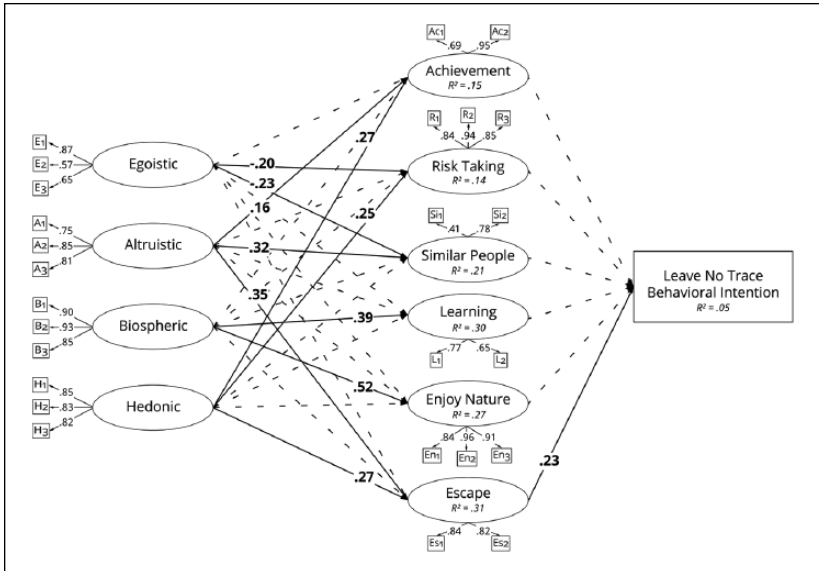 Ac1 Ac2
.69 .95
Achievement
R² = .15
R1 R2 R3
.84 .94 .85
Risk Taking
R² = .14
Si1 Si2
.41 .78
Similar People
R² = .21
Learning
R² = .30
.77 .65
L1 L2
Enjoy Nature
R² = .27
.84 .96 .91
En1 En2 En3
Escape
R² = .31
.84 .82
Es1 Es2
E1 .87
E2 .57
E3 .65
Egoistic
A1 .75
A2 .85
A3 .81
Altruistic
B1 .90
B2 .93
B3 .85
Biospheric
H1 .85
H2 .83
H3 .82
Hedonic
.27
-.20
-.23
.16
.25
.32
.35
.39
.52
.27
.23
Leave No Trace
Behavioral Intention
R² = .05